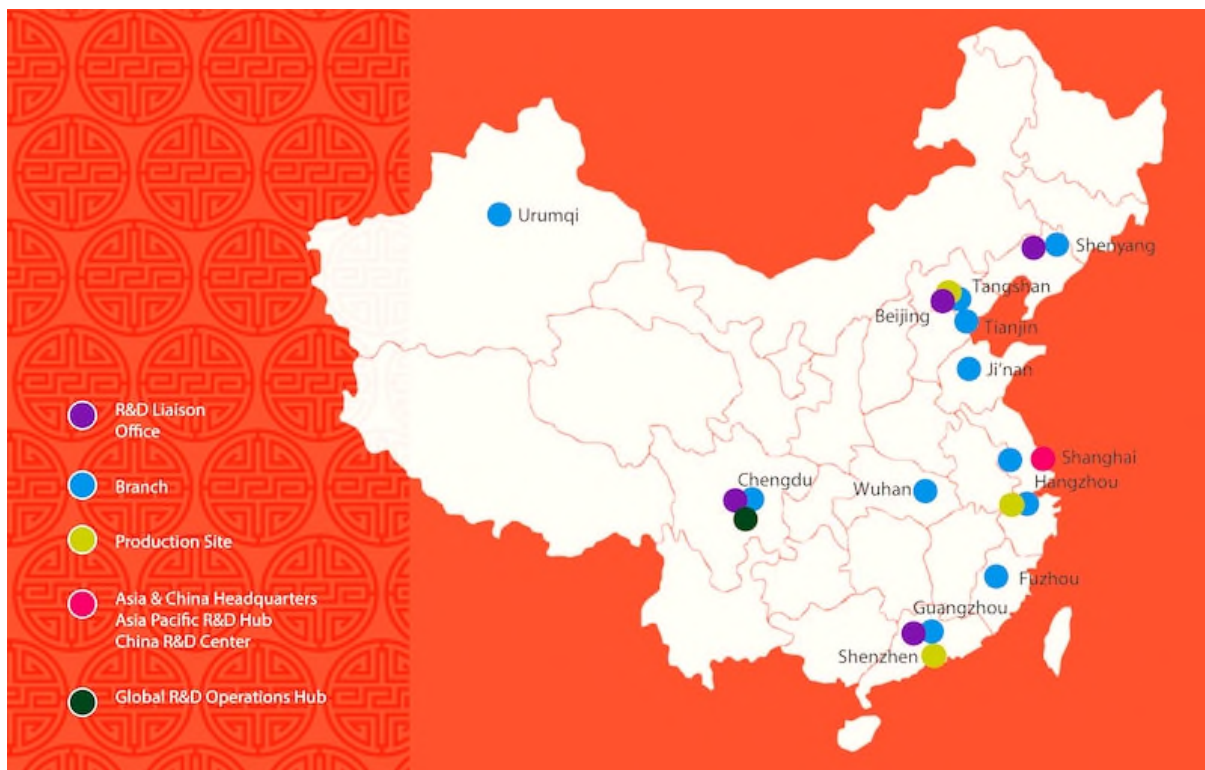 Urumqi
Shenyang
Tangshan
Beijing
Tianjin
Ji'nan
Shanghai
Hangzhou
Chengdu
Wuhan
Fuzhou
Guangzhou
Shenzhen
R&D Liaison
Office
Branch
Production Site
Asia & China Headquarters
Asia Pacific R&D Hub
China R&D Center
Global R&D Operations Hub